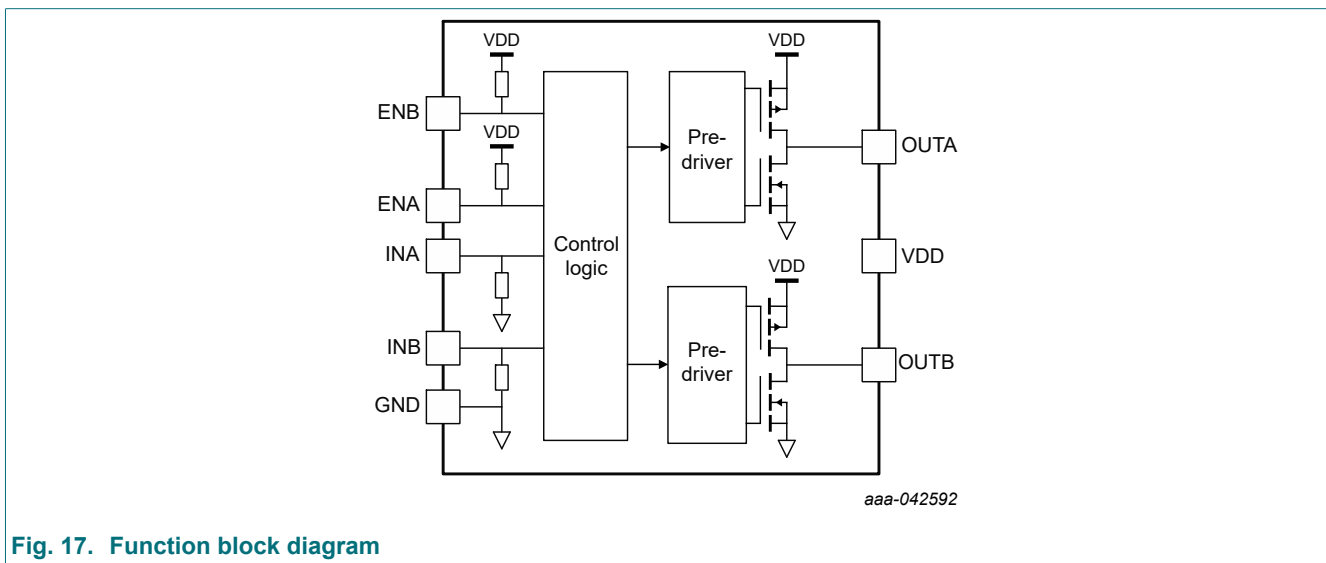 VDD
VDD
ENB
VDD
Pre-
driver
OUTA
ENA
INA
Control
logic
VDD
VDD
INB
Pre-
driver
OUTB
GND
aaa-042592
Fig. 17. Function block diagram